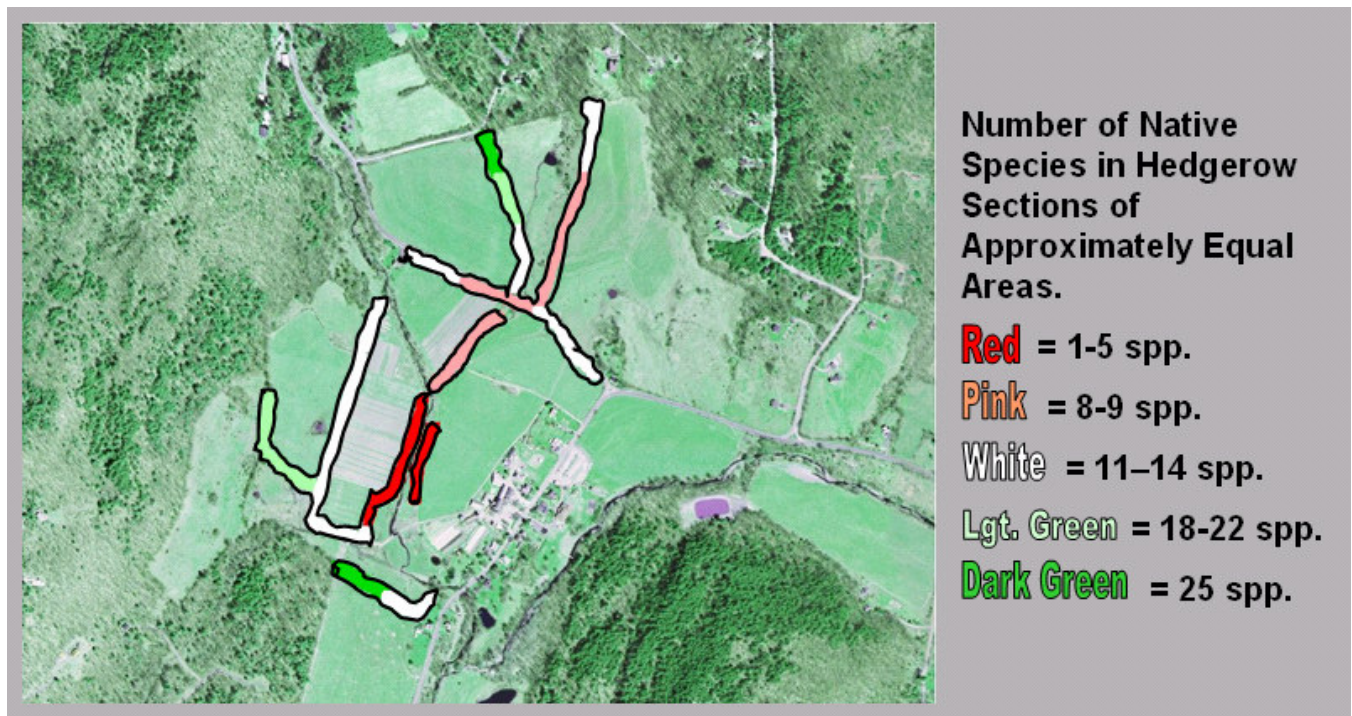 Number of Native
Species in Hedgerow
Sections of
Approximately Equal
Areas.
Red = 1-5 spp.
Pink = 8-9 spp.
White = 11–14 spp.
Lgt. Green = 18-22 spp.
Dark Green = 25 spp.